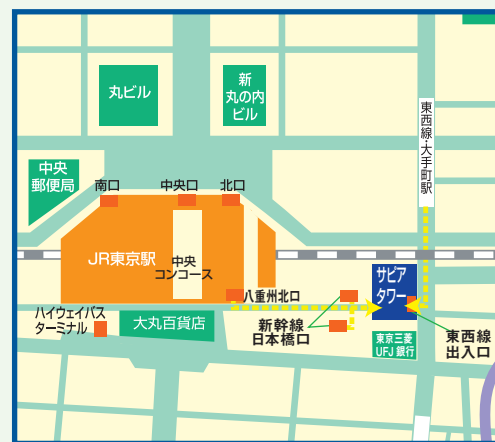 丸ビル
新
丸の内
ビル
東西線・大手町駅
中央
郵便局
南口
中央口
北口
JR東京駅
中央
コンコース
サピア
タワー
八重州北口
ハイウェイバス
ターミナル
大丸百貨店
新幹線
日本橋口
東京三菱
UFJ銀行
東西線
出入口